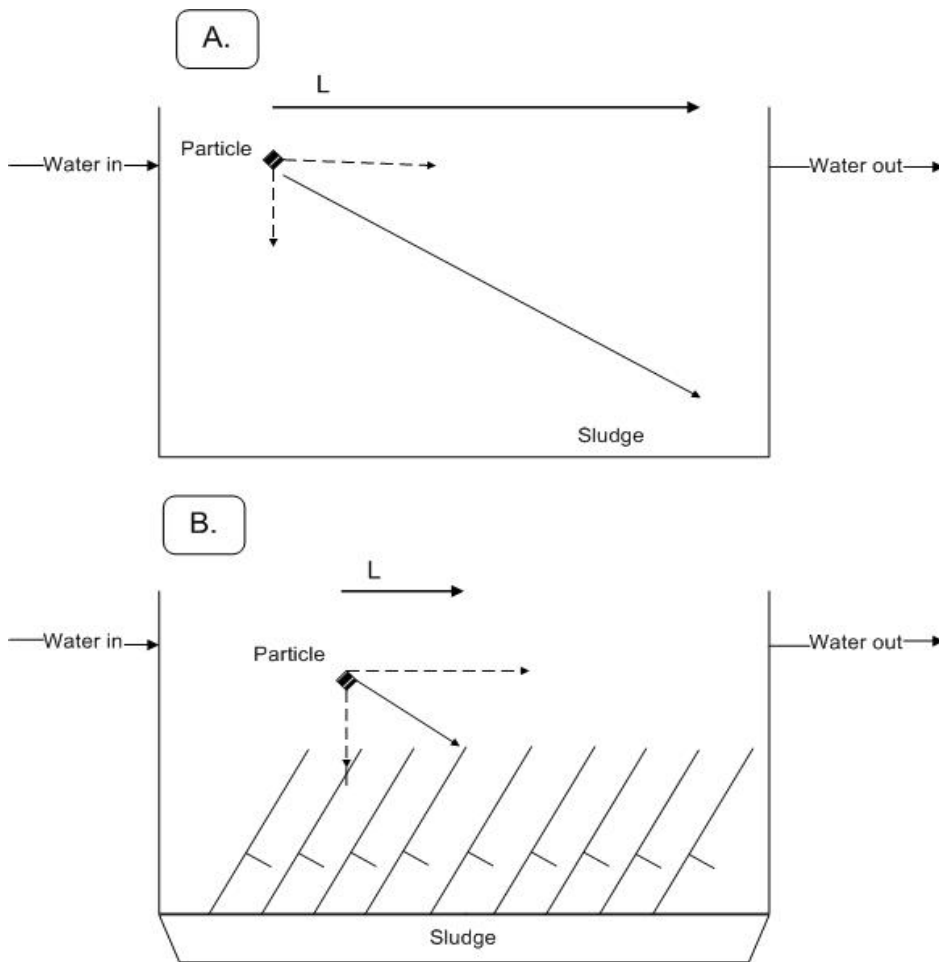 A.
L
Particle
Water in
Water out
Sludge
B.
L
Water in
Particle
Water out
Sludge